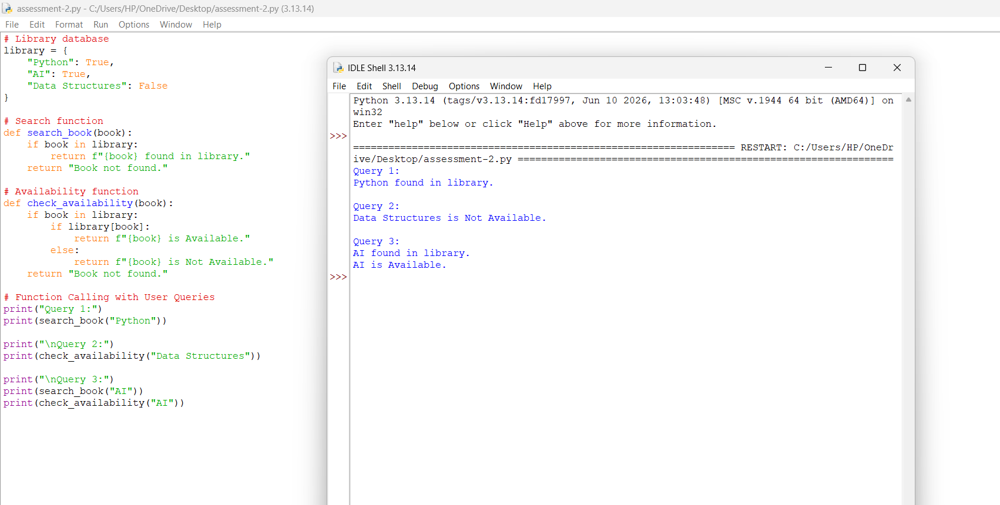 assessment-2.py - C:/Users/HP/OneDrive/Desktop/assessment-2.py (3.13.14)
File Edit Format Run Options Window Help
# Library database
library = {
    "Python": True,
    "AI": True,
    "Data Structures": False
}

# Search function
def search_book(book):
    if book in library:
        return f"{book} found in library."
    return "Book not found."

# Availability function
def check_availability(book):
    if book in library:
        if library[book]:
            return f"{book} is Available."
        else:
            return f"{book} is Not Available."
    return "Book not found."

# Function Calling with User Queries
print("Query 1:")
print(search_book("Python"))

print("\nQuery 2:")
print(check_availability("Data Structures"))

print("\nQuery 3:")
print(search_book("AI"))
print(check_availability("AI"))
IDLE Shell 3.13.14
File Edit Shell Debug Options Window Help
Python 3.13.14 (tags/v3.13.14:fd17997, Jun 10 2026, 13:03:48) [MSC v.1944 64 bit (AMD64)] on
win32
Enter "help" below or click "Help" above for more information.
>>>
================================================================= RESTART: C:/Users/HP/OneDr
ive/Desktop/assessment-2.py ================================================================
Query 1:
Python found in library.

Query 2:
Data Structures is Not Available.

Query 3:
AI found in library.
AI is Available.
>>>